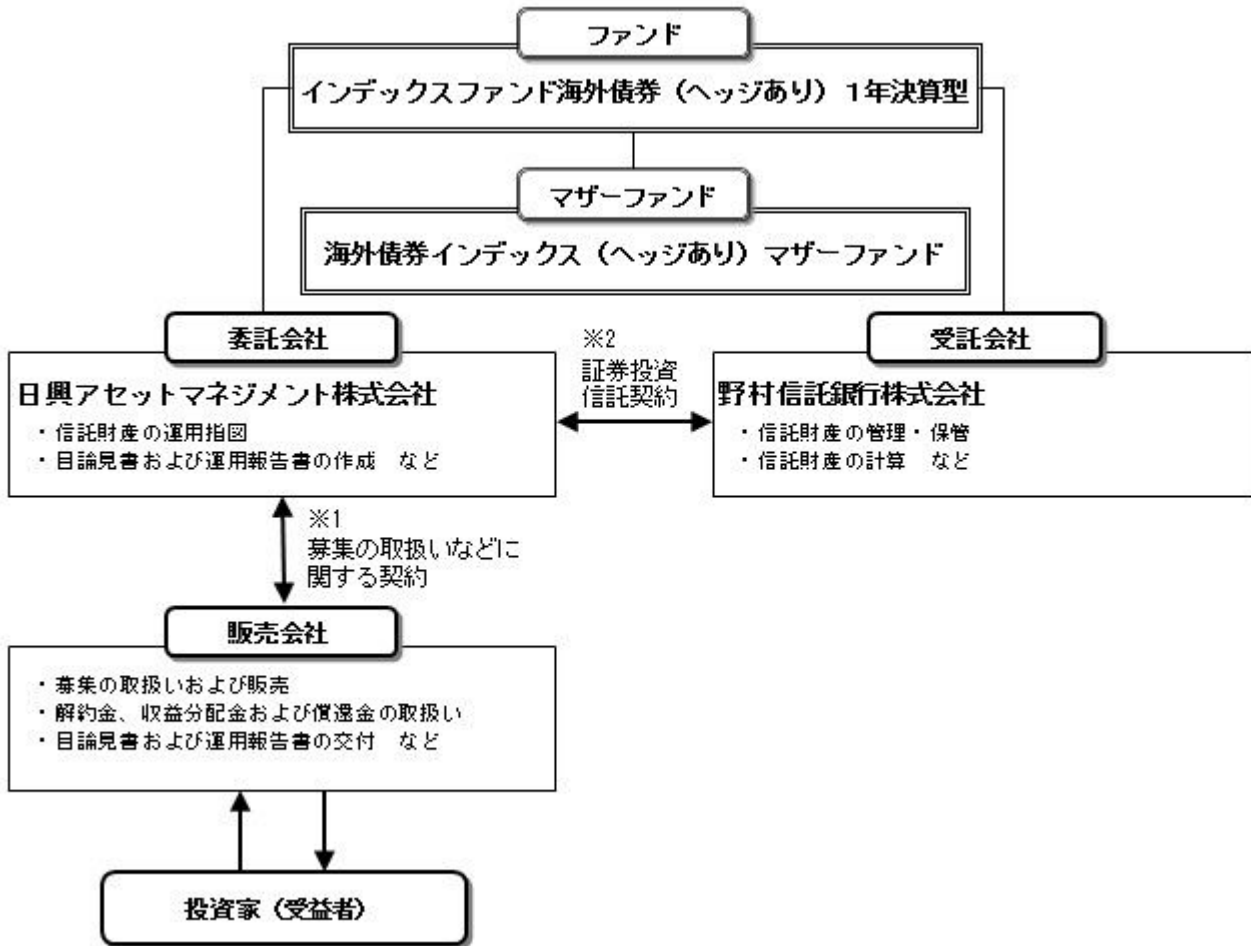 ファンド
インデックスファンド海外債券（ヘッジあり）１年決算型
マザーファンド
海外債券インデックス（ヘッジあり）マザーファンド
委託会社
日興アセットマネジメント株式会社
・信託財産の運用指図
・目論見書および運用報告書の作成　など
※2
証券投資
信託契約
受託会社
野村信託銀行株式会社
・信託財産の管理・保管
・信託財産の計算　など
※1
募集の取扱いなどに
関する契約
販売会社
・募集の取扱いおよび販売
・解約金、収益分配金および償還金の取扱い
・目論見書および運用報告書の交付　など
投資家（受益者）